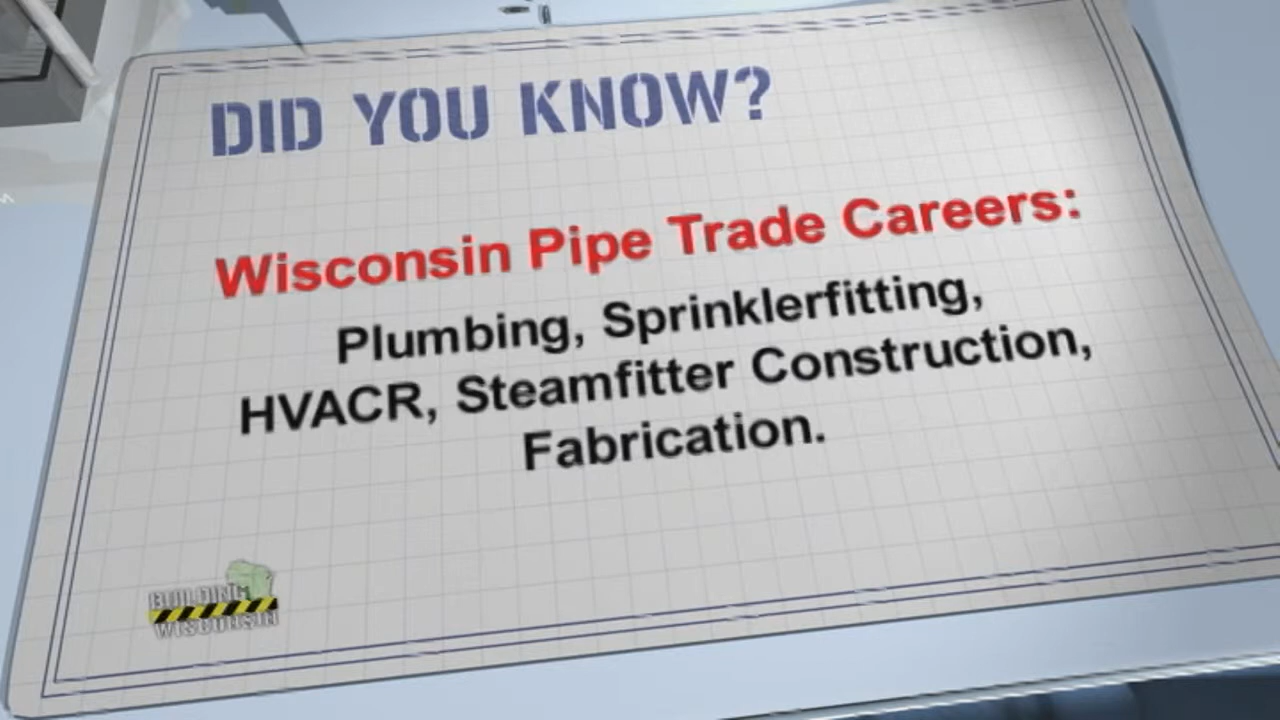 DID YOU KNOW?
Wisconsin Pipe Trade Careers:
Plumbing, Sprinklerfitting,
HVACR, Steamfitter Construction,
Fabrication.
BUILDING
WISCONSIN